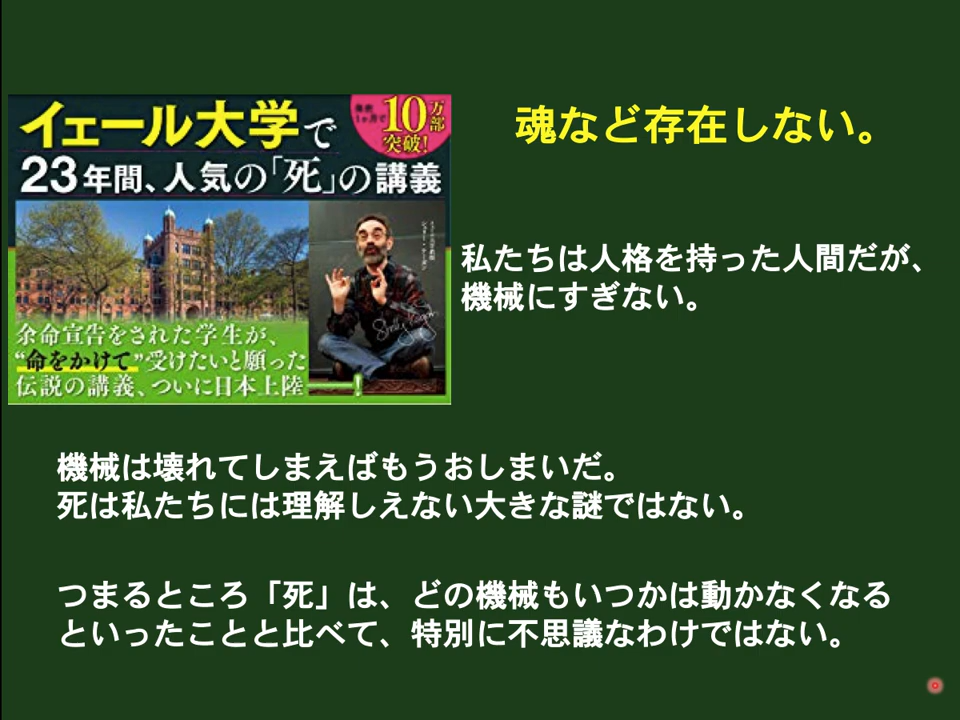 発売
1ヶ月で
10万部
突破!
イェール大学で
23年間、人気の「死」の講義
余命宣告をされた学生が、
“命をかけて”受けたいと願った
伝説の講義、ついに日本上陸――!
魂など存在しない。
私たちは人格を持った人間だが、
機械にすぎない。
機械は壊れてしまえばもうおしまいだ。
死は私たちには理解しえない大きな謎ではない。
つまるところ「死」は、どの機械もいつかは動かなくなる
といったことと比べて、特別に不思議なわけではない。